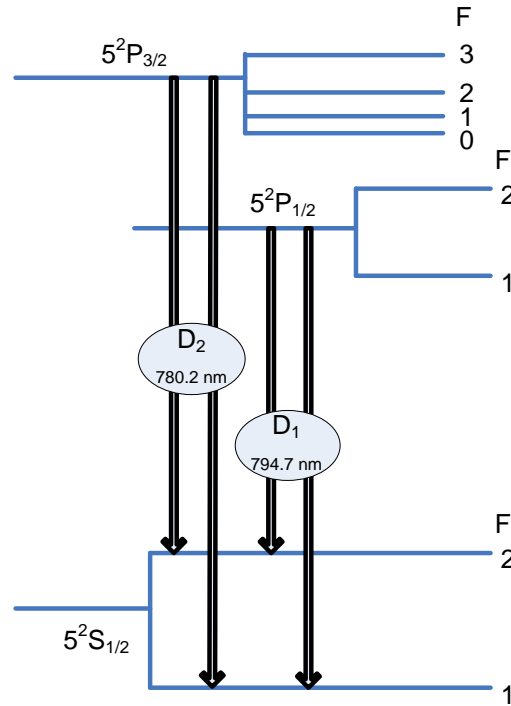 F
5²P₃/₂
3
2
1
0
F
5²P₁/₂
2
1
D₂
780.2 nm
D₁
794.7 nm
F
2
5²S₁/₂
1